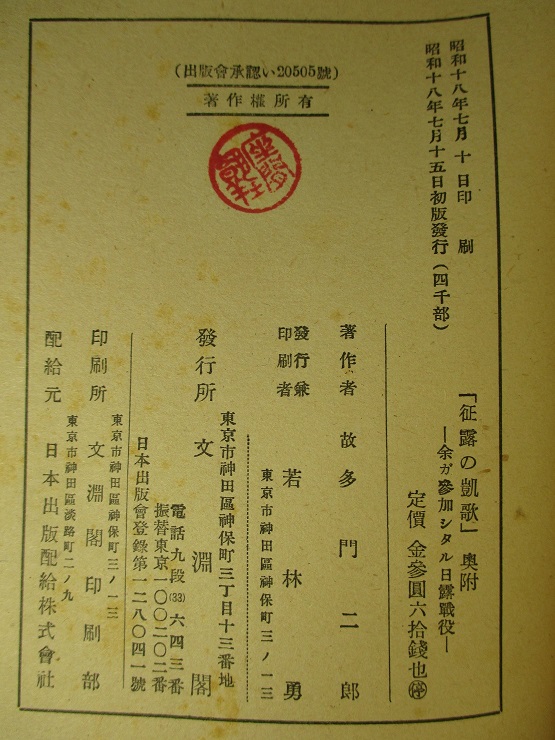 (出版會承認い20505號)
著作權所有
昭和十八年七月十日印刷
昭和十八年七月十五日初版發行(四千部)
「征露の凱歌」奥附
―余ガ參加シタル日露戰役―
定價 金參圓六拾錢也㊡
著作者 故多門二郎
發行兼
印刷者 若林勇
東京市神田區神保町三ノ一三
東京市神田區神保町三丁目十三番地
發行所 文淵閣
電話九段(33)六四三番
振替東京一〇〇二〇二番
日本出版會登錄第一二八〇四一號
東京市神田區神保町三ノ一三
印刷所 文淵閣印刷部
東京市神田區淡路町二ノ九
配給元 日本出版配給株式會社